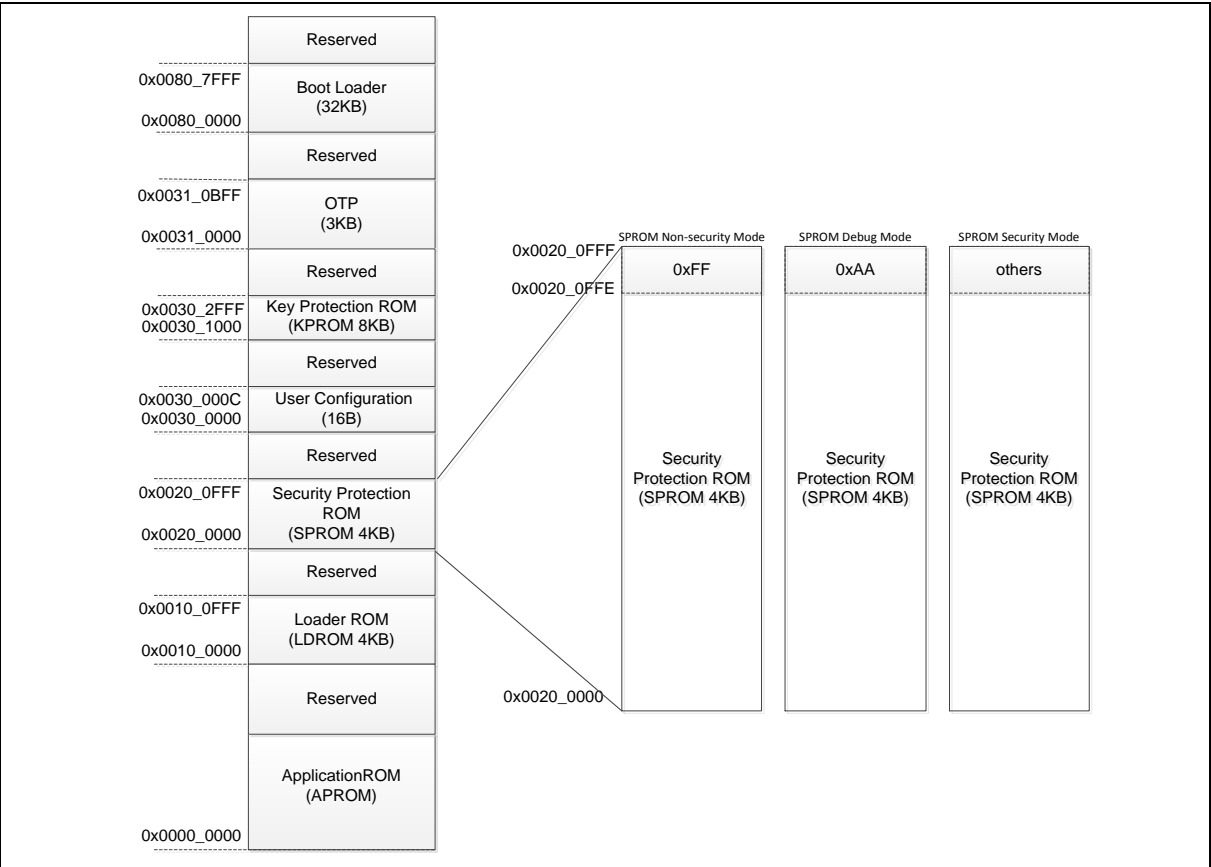 Reserved
0x0080_7FFF
Boot Loader
(32KB)
0x0080_0000
Reserved
0x0031_0BFF
OTP
(3KB)
0x0031_0000
Reserved
0x0030_2FFF
Key Protection ROM
0x0030_1000
(KPROM 8KB)
Reserved
0x0030_000C
User Configuration
0x0030_0000
(16B)
Reserved
0x0020_0FFF
Security Protection
ROM
(SPROM 4KB)
0x0020_0000
Reserved
0x0010_0FFF
Loader ROM
(LDROM 4KB)
0x0010_0000
Reserved
ApplicationROM
(APROM)
0x0000_0000
SPROM Non-security Mode
SPROM Debug Mode
SPROM Security Mode
0x0020_0FFF
0xFF
0xAA
others
0x0020_0FFE
Security
Protection ROM
(SPROM 4KB)
Security
Protection ROM
(SPROM 4KB)
Security
Protection ROM
(SPROM 4KB)
0x0020_0000